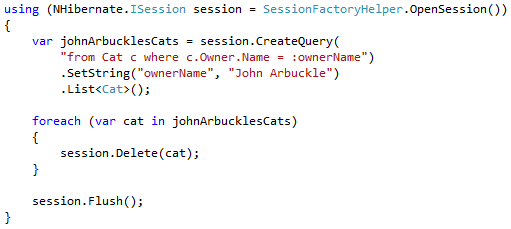 using (NHibernate.ISession session = SessionFactoryHelper.OpenSession())
{
    var johnArbucklesCats = session.CreateQuery(
        "from Cat c where c.Owner.Name = :ownerName")
        .SetString("ownerName", "John Arbuckle")
        .List<Cat>();

    foreach (var cat in johnArbucklesCats)
    {
        session.Delete(cat);
    }

    session.Flush();
}